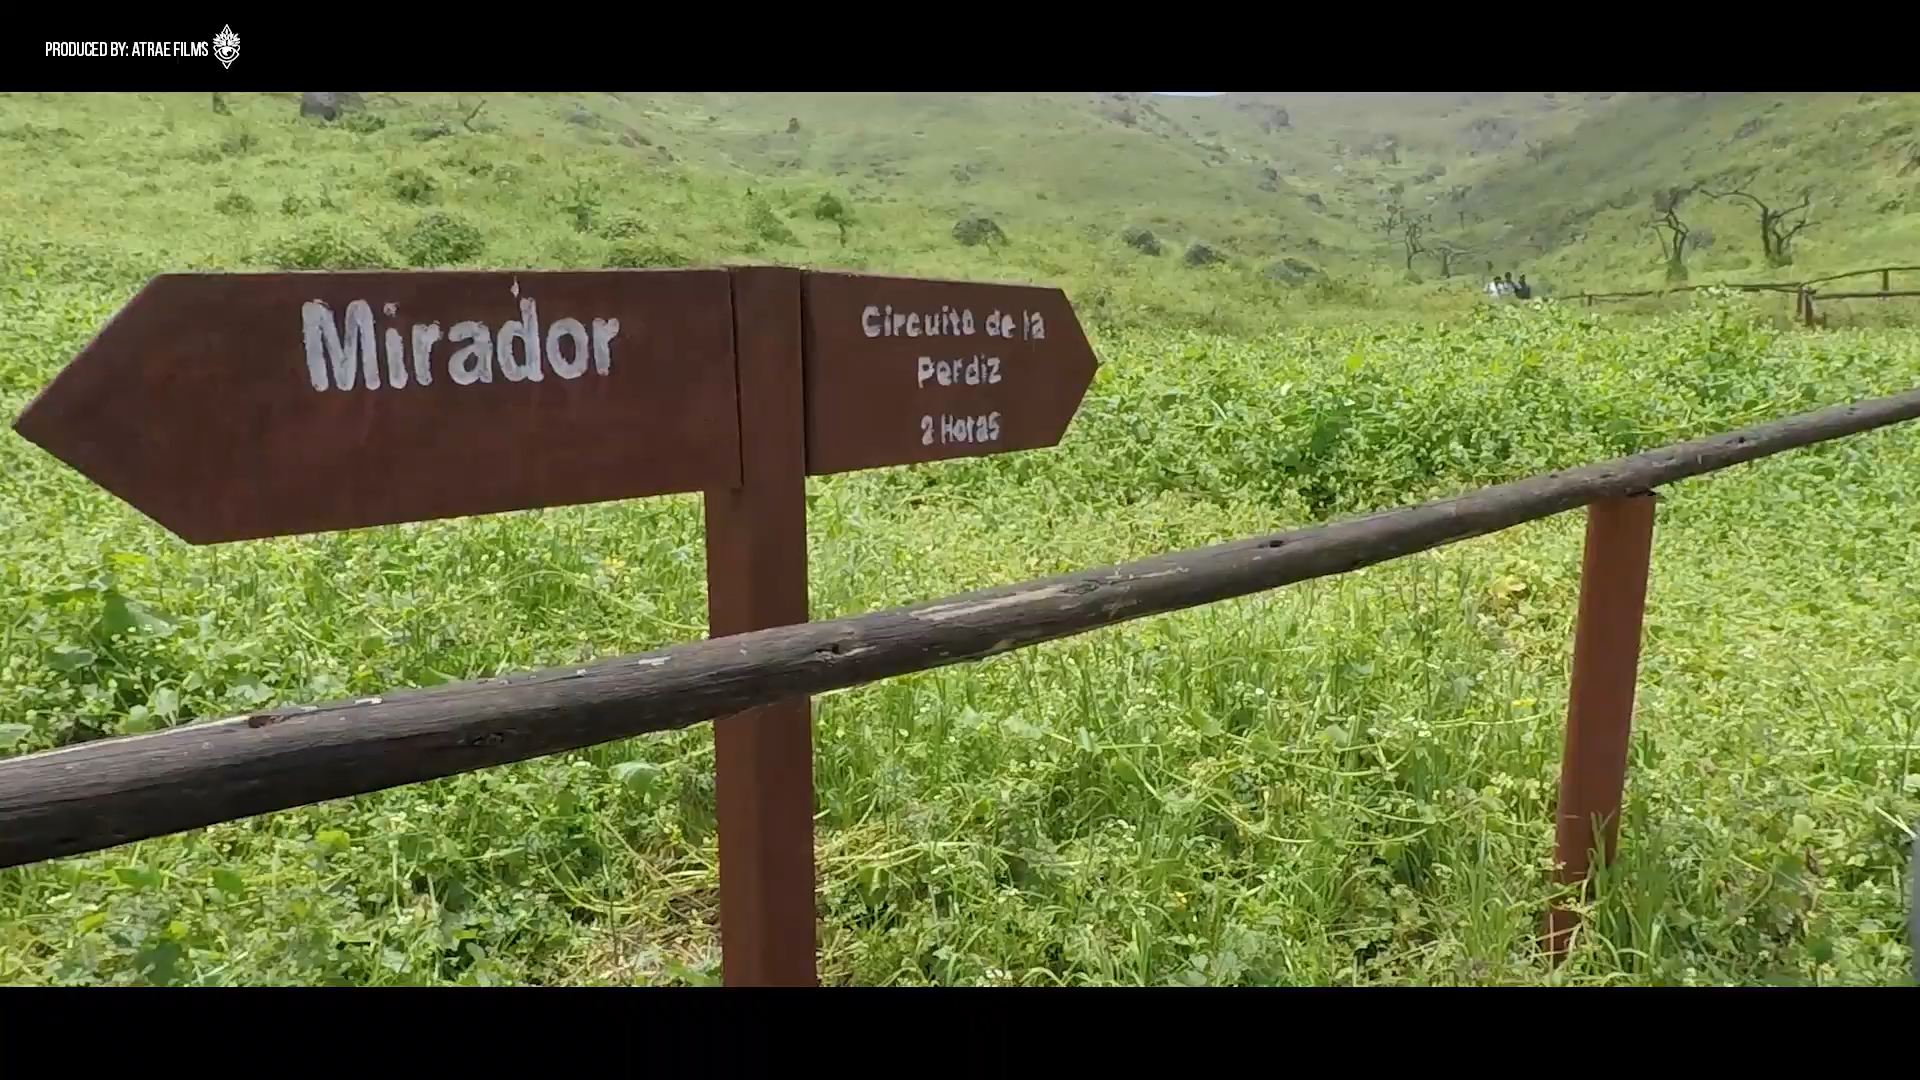 PRODUCED BY: ATRAE FILMS
Mirador
Circuito de la
Perdiz
2 Horas